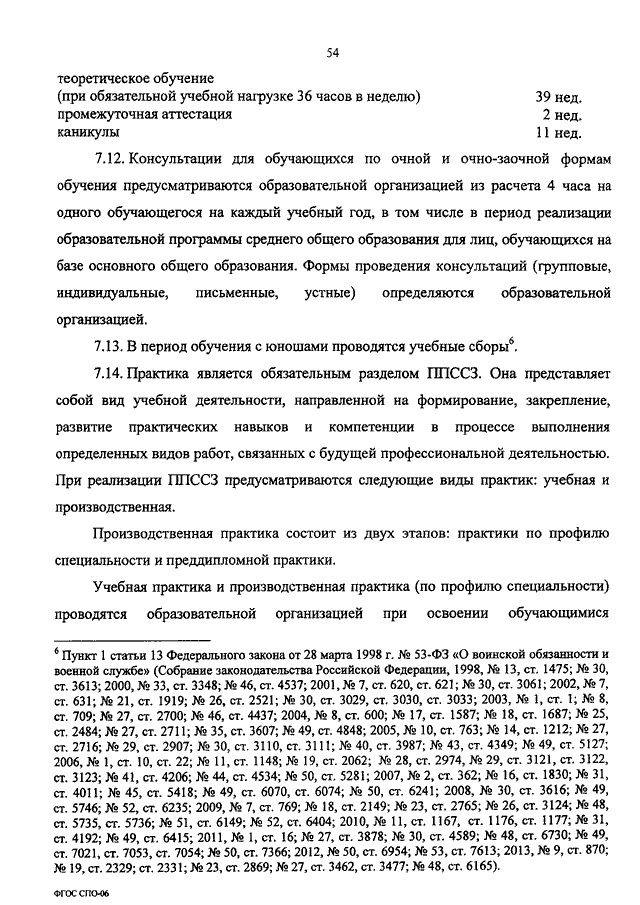 54
теоретическое обучение
(при обязательной учебной нагрузке 36 часов в неделю) 39 нед.
промежуточная аттестация 2 нед.
каникулы 11 нед.
7.12. Консультации для обучающихся по очной и очно-заочной формам
обучения предусматриваются образовательной организацией из расчета 4 часа на
одного обучающегося на каждый учебный год, в том числе в период реализации
образовательной программы среднего общего образования для лиц, обучающихся на
базе основного общего образования. Формы проведения консультаций (групповые,
индивидуальные, письменные, устные) определяются образовательной
организацией.
7.13. В период обучения с юношами проводятся учебные сборы⁶.
7.14. Практика является обязательным разделом ППССЗ. Она представляет
собой вид учебной деятельности, направленной на формирование, закрепление,
развитие практических навыков и компетенции в процессе выполнения
определенных видов работ, связанных с будущей профессиональной деятельностью.
При реализации ППССЗ предусматриваются следующие виды практик: учебная и
производственная.
Производственная практика состоит из двух этапов: практики по профилю
специальности и преддипломной практики.
Учебная практика и производственная практика (по профилю специальности)
проводятся образовательной организацией при освоении обучающимися
⁶ Пункт 1 статьи 13 Федерального закона от 28 марта 1998 г. № 53-ФЗ «О воинской обязанности и
военной службе» (Собрание законодательства Российской Федерации, 1998, № 13, ст. 1475; № 30,
ст. 3613; 2000, № 33, ст. 3348; № 46, ст. 4537; 2001, № 7, ст. 620, ст. 621; № 30, ст. 3061; 2002, № 7,
ст. 631; № 21, ст. 1919; № 26, ст. 2521; № 30, ст. 3029, ст. 3030, ст. 3033; 2003, № 1, ст. 1; № 8,
ст. 709; № 27, ст. 2700; № 46, ст. 4437; 2004, № 8, ст. 600; № 17, ст. 1587; № 18, ст. 1687; № 25,
ст. 2484; № 27, ст. 2711; № 35, ст. 3607; № 49, ст. 4848; 2005, № 10, ст. 763; № 14, ст. 1212; № 27,
ст. 2716; № 29, ст. 2907; № 30, ст. 3110, ст. 3111; № 40, ст. 3987; № 43, ст. 4349; № 49, ст. 5127;
2006, № 1, ст. 10, ст. 22; № 11, ст. 1148; № 19, ст. 2062; № 28, ст. 2974, № 29, ст. 3121, ст. 3122,
ст. 3123; № 41, ст. 4206; № 44, ст. 4534; № 50, ст. 5281; 2007, № 2, ст. 362; № 16, ст. 1830; № 31,
ст. 4011; № 45, ст. 5418; № 49, ст. 6070, ст. 6074; № 50, ст. 6241; 2008, № 30, ст. 3616; № 49,
ст. 5746; № 52, ст. 6235; 2009, № 7, ст. 769; № 18, ст. 2149; № 23, ст. 2765; № 26, ст. 3124; № 48,
ст. 5735, ст. 5736; № 51, ст. 6149; № 52, ст. 6404; 2010, № 11, ст. 1167, ст. 1176, ст. 1177; № 31,
ст. 4192; № 49, ст. 6415; 2011, № 1, ст. 16; № 27, ст. 3878; № 30, ст. 4589; № 48, ст. 6730; № 49,
ст. 7021, ст. 7053, ст. 7054; № 50, ст. 7366; 2012, № 50, ст. 6954; № 53, ст. 7613; 2013, № 9, ст. 870;
№ 19, ст. 2329; ст. 2331; № 23, ст. 2869; № 27, ст. 3462, ст. 3477; № 48, ст. 6165).
ФГОС СПО-06